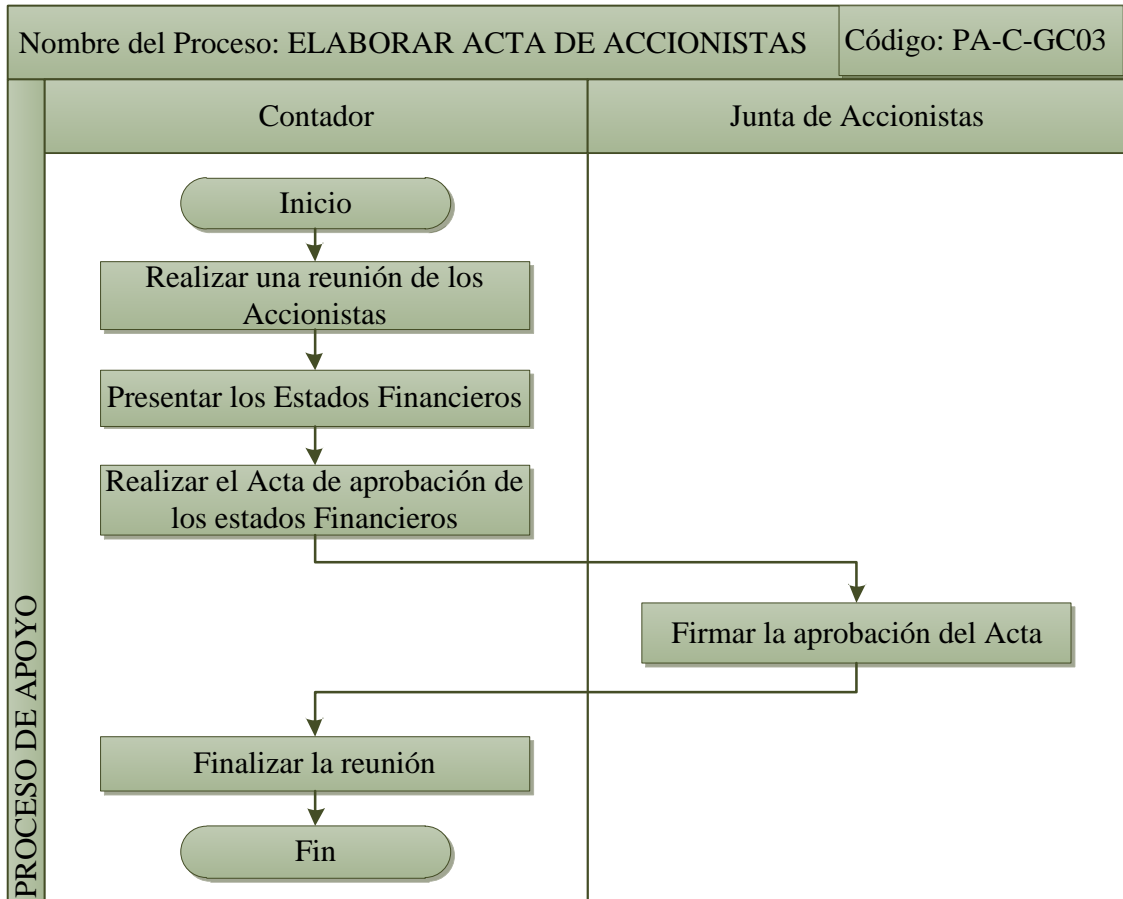 Nombre del Proceso: ELABORAR ACTA DE ACCIONISTAS
Código: PA-C-GC03
PROCESO DE APOYO
Contador
Junta de Accionistas
Inicio
Realizar una reunión de los
Accionistas
Presentar los Estados Financieros
Realizar el Acta de aprobación de
los estados Financieros
Firmar la aprobación del Acta
Finalizar la reunión
Fin